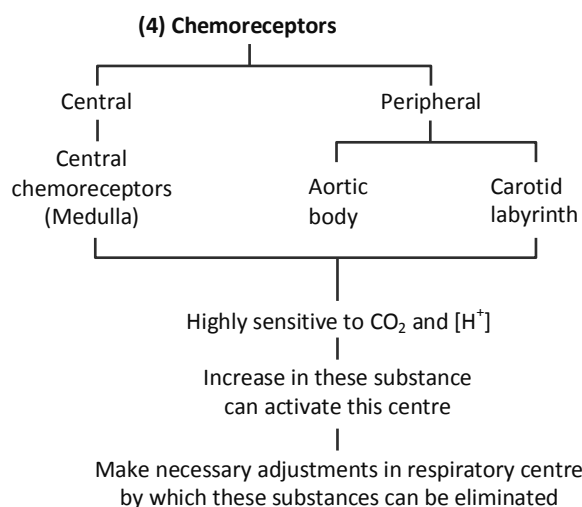 (4) Chemoreceptors
Central
Peripheral
Central
chemoreceptors
(Medulla)
Aortic
body
Carotid
labyrinth
Highly sensitive to CO₂ and [H⁺]
Increase in these substance
can activate this centre
Make necessary adjustments in respiratory centre
by which these substances can be eliminated